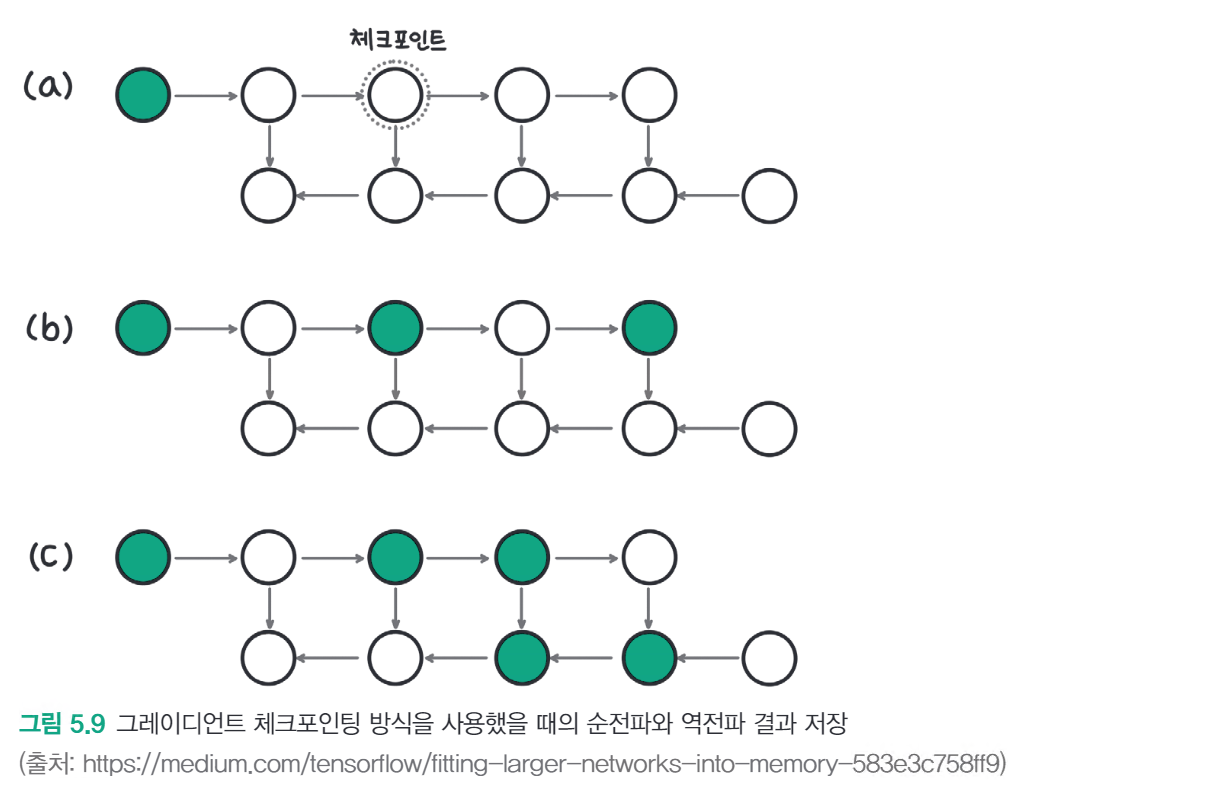 체크포인트
(a)
(b)
(c)
그림 5.9 그레이디언트 체크포인팅 방식을 사용했을 때의 순전파와 역전파 결과 저장
(출처: https://medium.com/tensorflow/fitting-larger-networks-into-memory-583e3c758ff9)